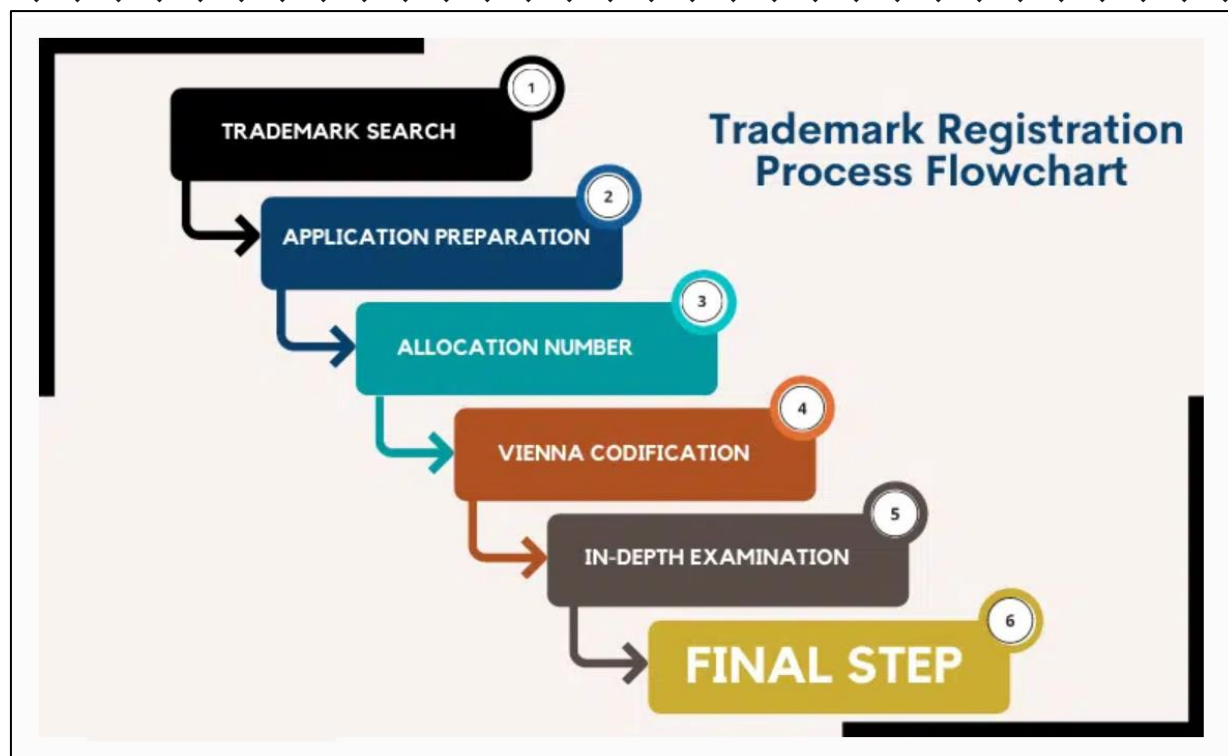 Trademark Registration
Process Flowchart
1
TRADEMARK SEARCH
2
APPLICATION PREPARATION
3
ALLOCATION NUMBER
4
VIENNA CODIFICATION
5
IN-DEPTH EXAMINATION
6
FINAL STEP